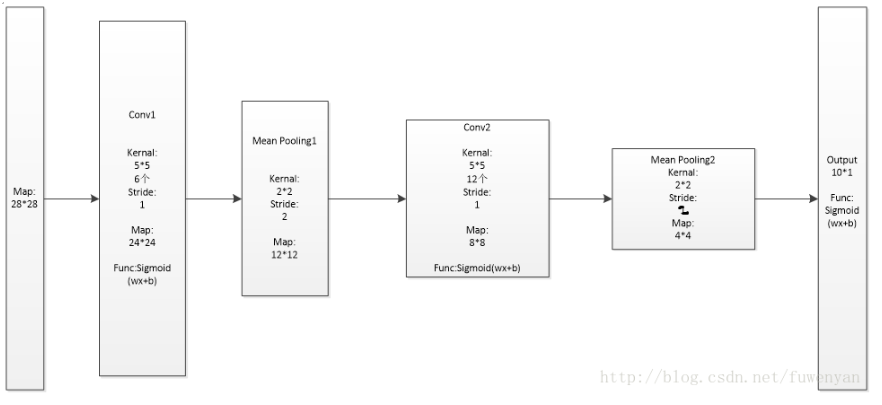 Map:
28*28
Conv1
Kernal:
5*5
6个
Stride:
1
Map:
24*24
Func:Sigmoid
(wx+b)
Mean Pooling1
Kernal:
2*2
Stride:
2
Map:
12*12
Conv2
Kernal:
5*5
12个
Stride:
1
Map:
8*8
Func:Sigmoid(wx+b)
Mean Pooling2
Kernal:
2*2
Stride:
Map:
4*4
Output
10*1
Func:
Sigmoid
(wx+b)
http://blog.csdn.net/fuwenyan